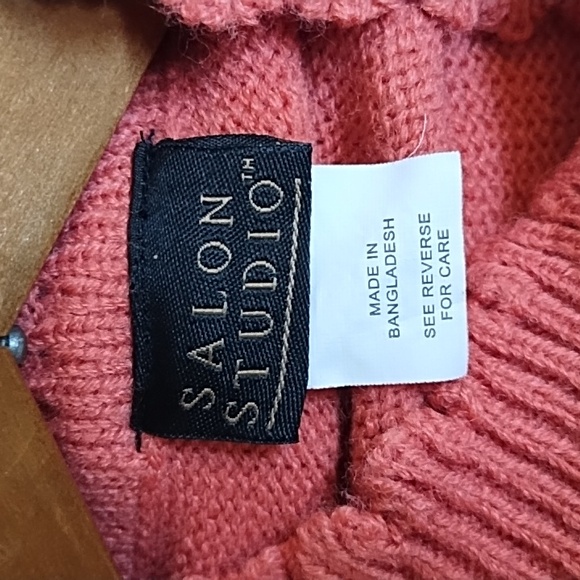 SALON
STUDIO™
MADE IN
BANGLADESH
SEE REVERSE
FOR CARE